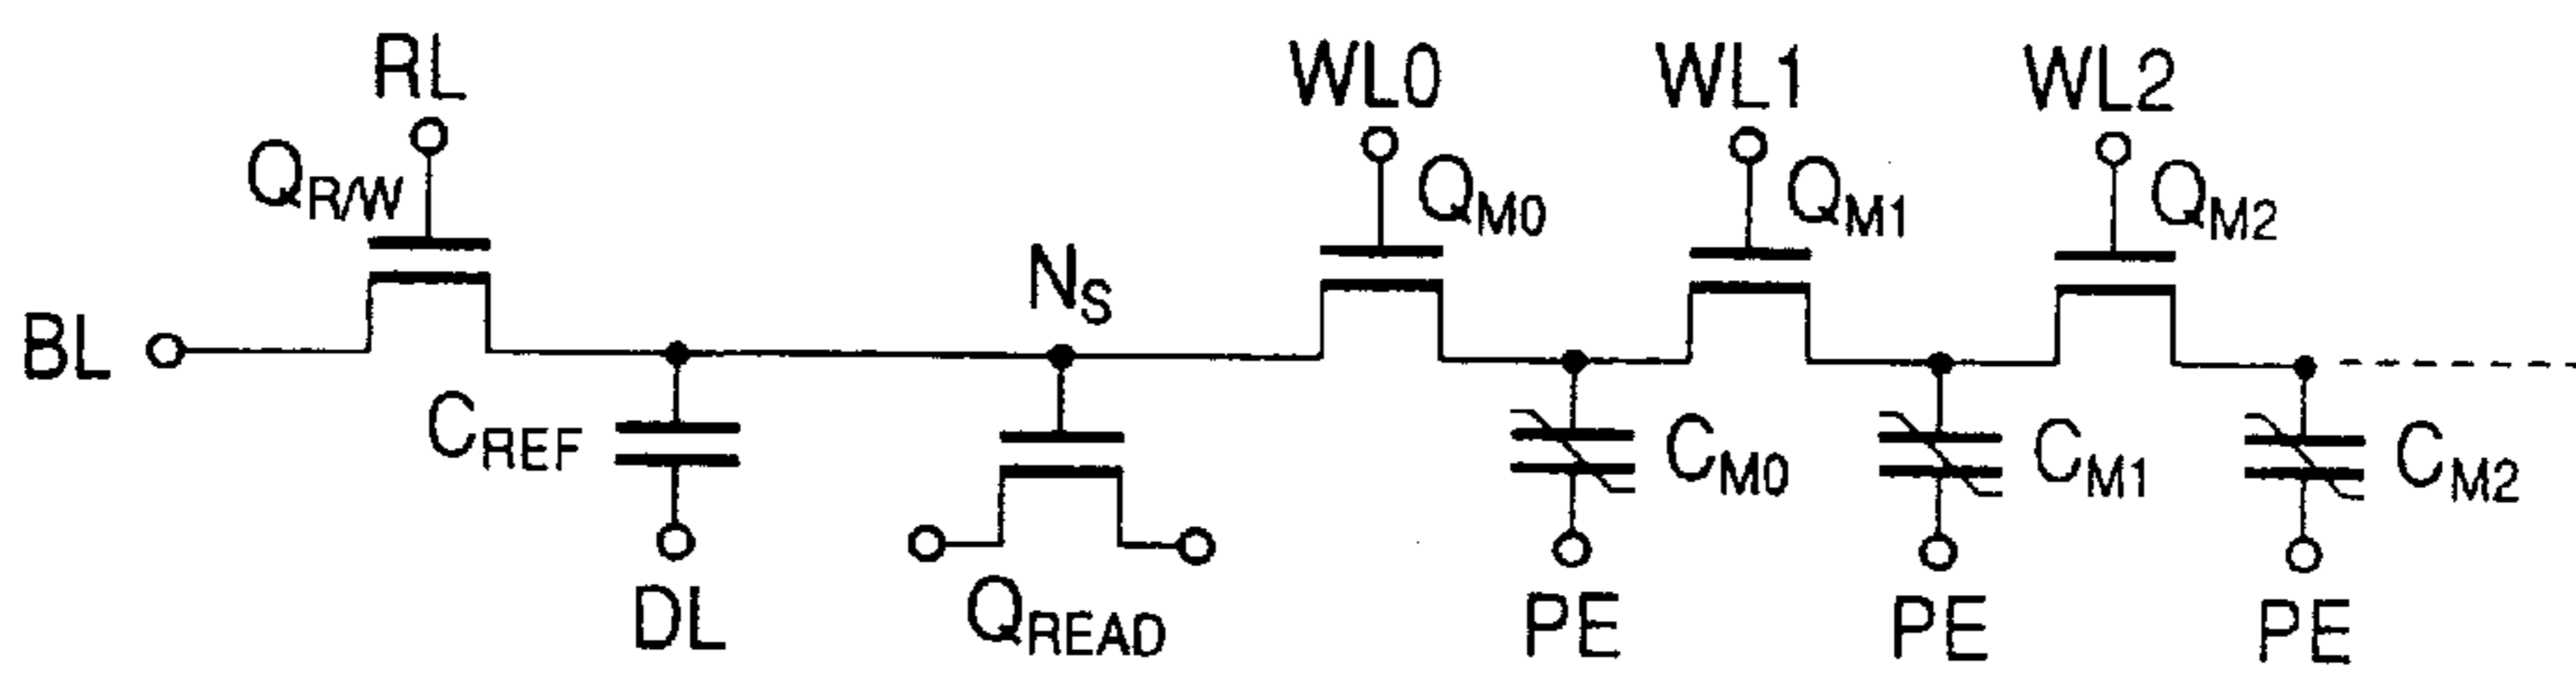 RL WL0 WL1 WL2
QR/W QM0 QM1 QM2
BL NS
CREF CM0 CM1 CM2
DL QREAD PE PE PE